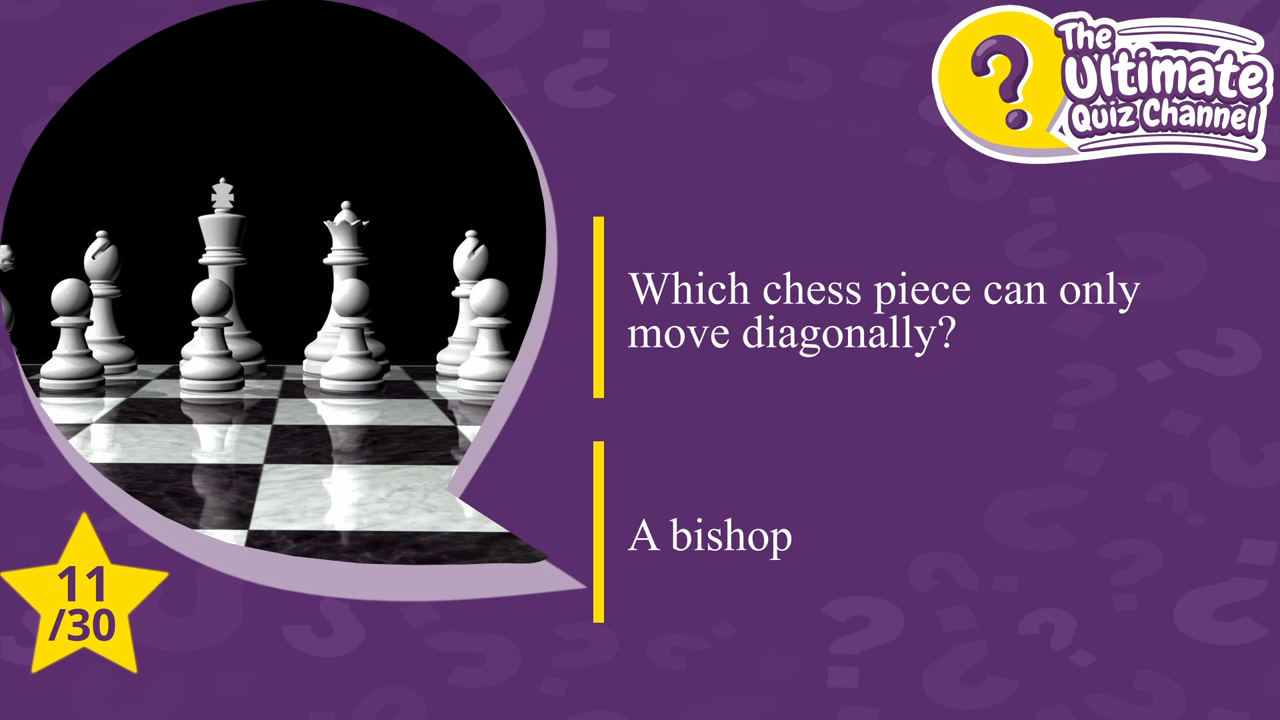 The
Ultimate
Quiz Channel
?
Which chess piece can only
move diagonally?
A bishop
11
/30